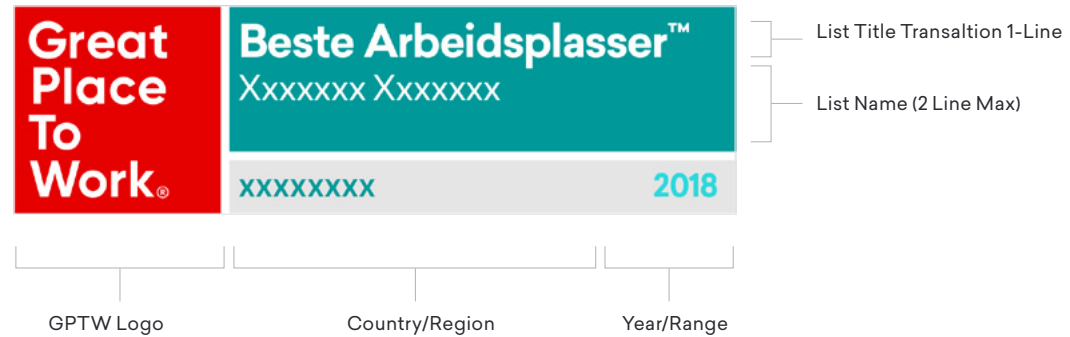 Great
Place
To
Work®
Beste Arbeidsplasser™
Xxxxxxx Xxxxxxx
xxxxxxxx
2018
List Title Transaltion 1-Line
List Name (2 Line Max)
GPTW Logo
Country/Region
Year/Range